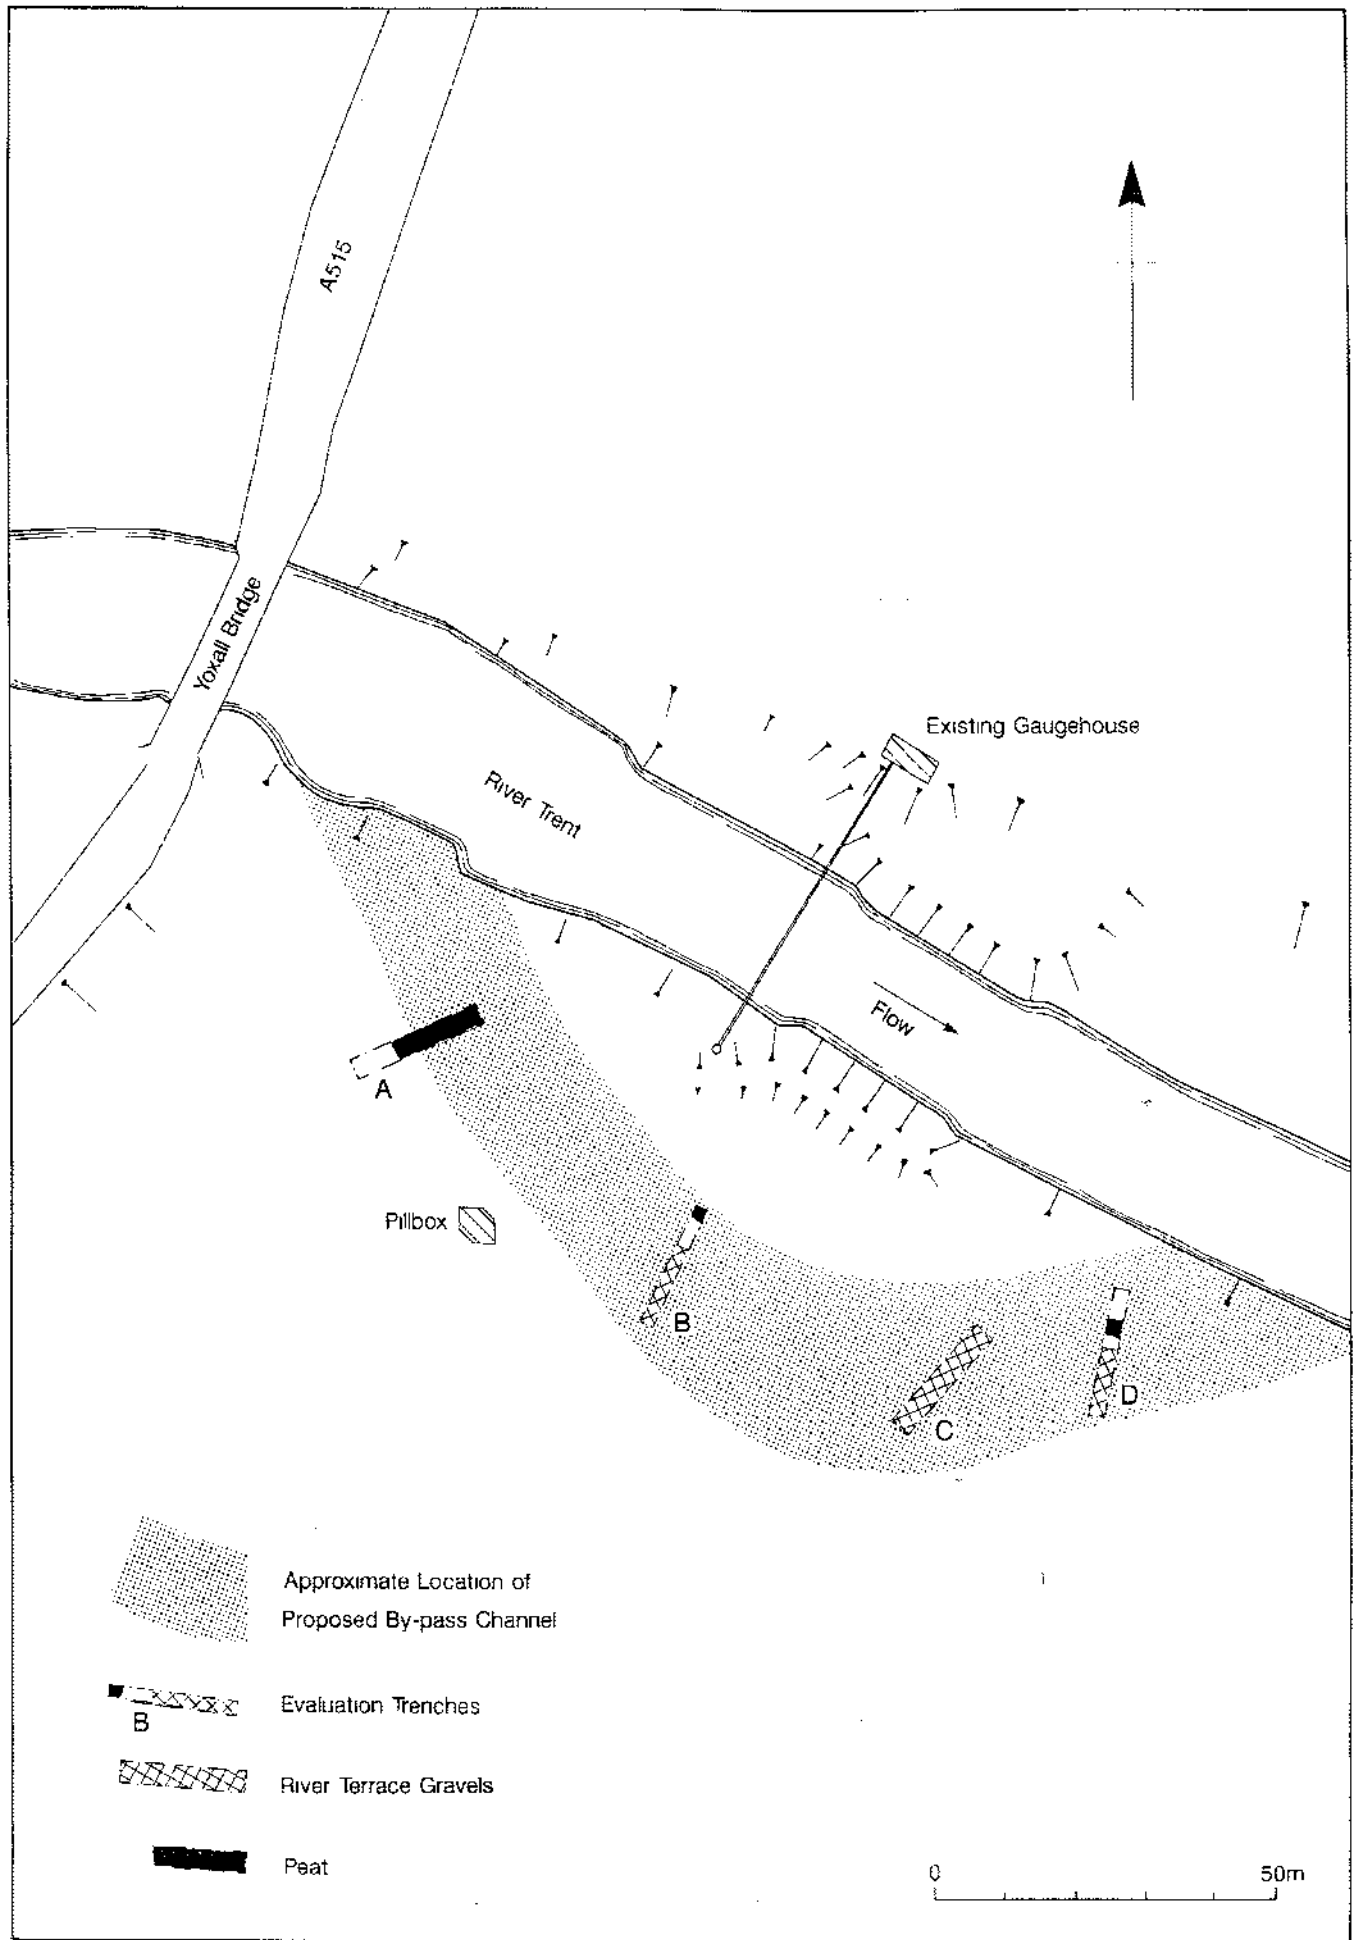 A515
Yoxall Bridge
Existing Gaugehouse
River Trent
Flow
A
Pillbox
B
C
D
Approximate Location of
Proposed By-pass Channel
B
Evaluation Trenches
River Terrace Gravels
Peat
0 50m